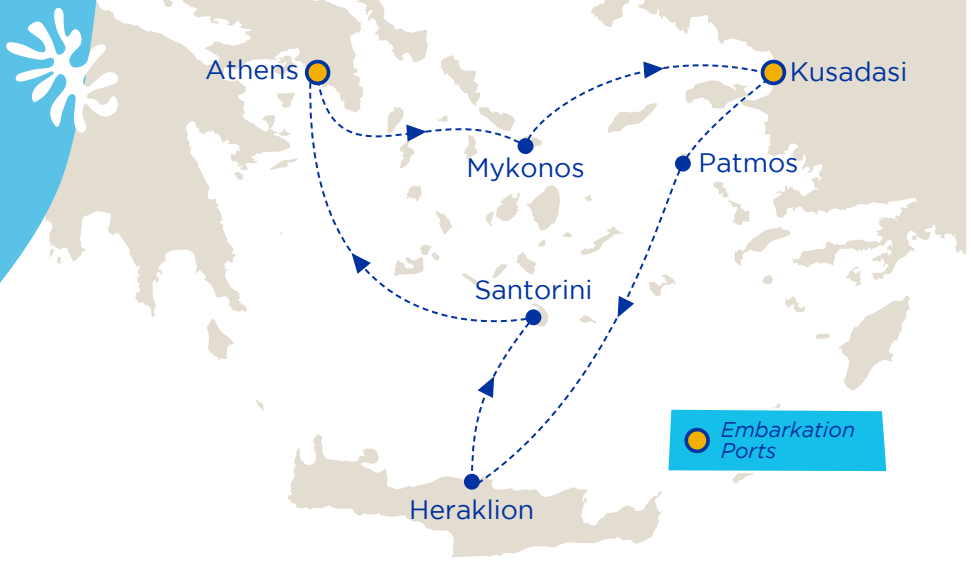 Athens
Kusadasi
Mykonos
Patmos
Santorini
Embarkation
Ports
Heraklion